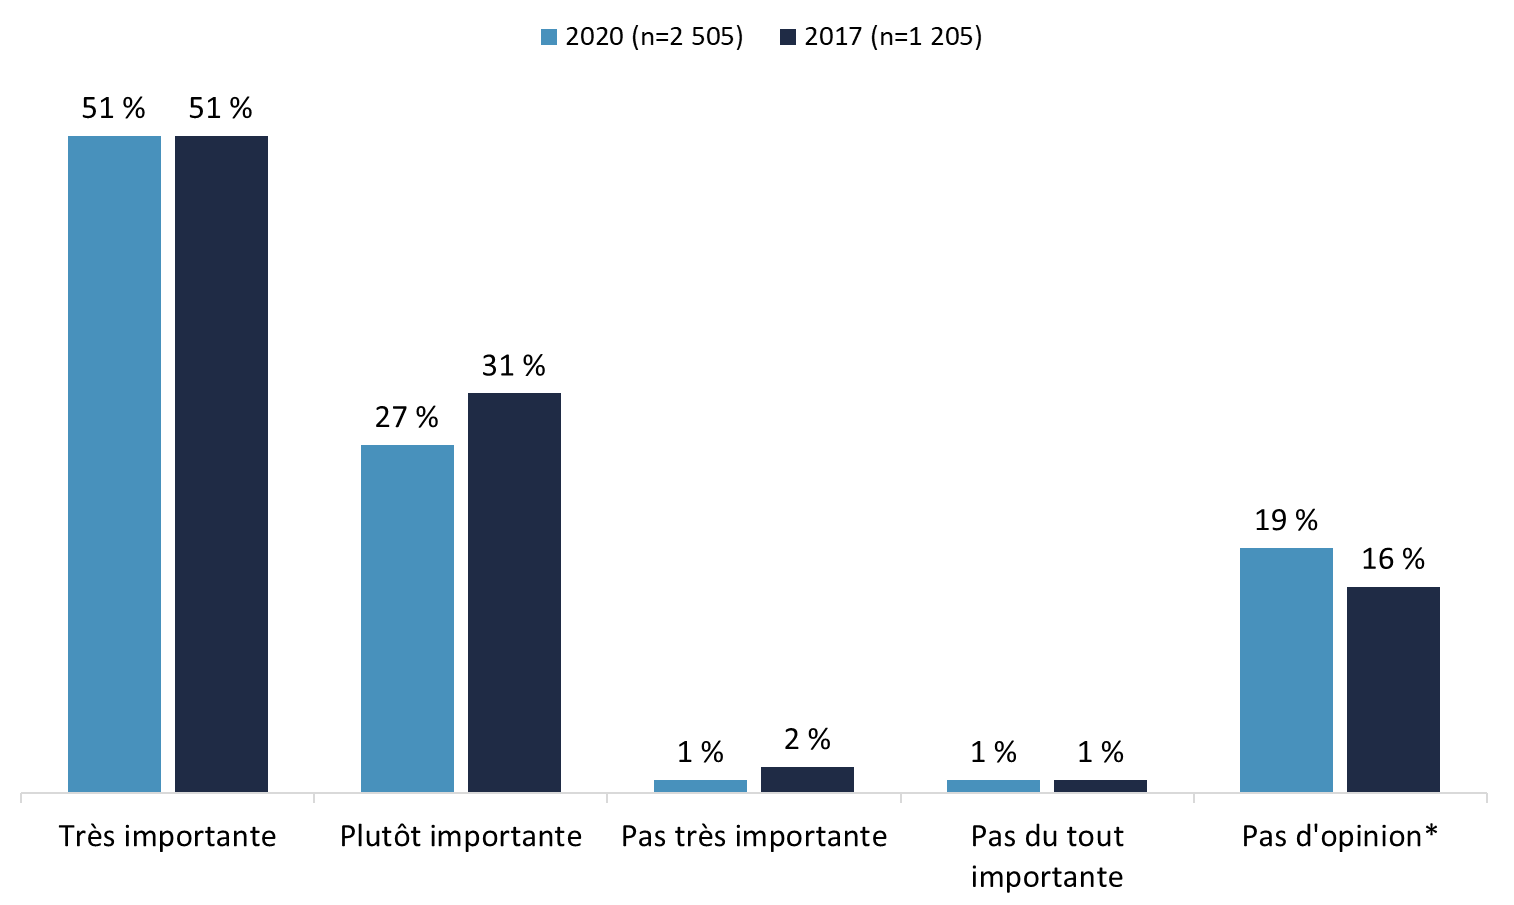 2020 (n=2 505) 2017 (n=1 205)
51 % 51 %
27 % 31 %
1 % 2 %
1 % 1 %
19 % 16 %
Très importante
Plutôt importante
Pas très importante
Pas du tout
importante
Pas d'opinion*